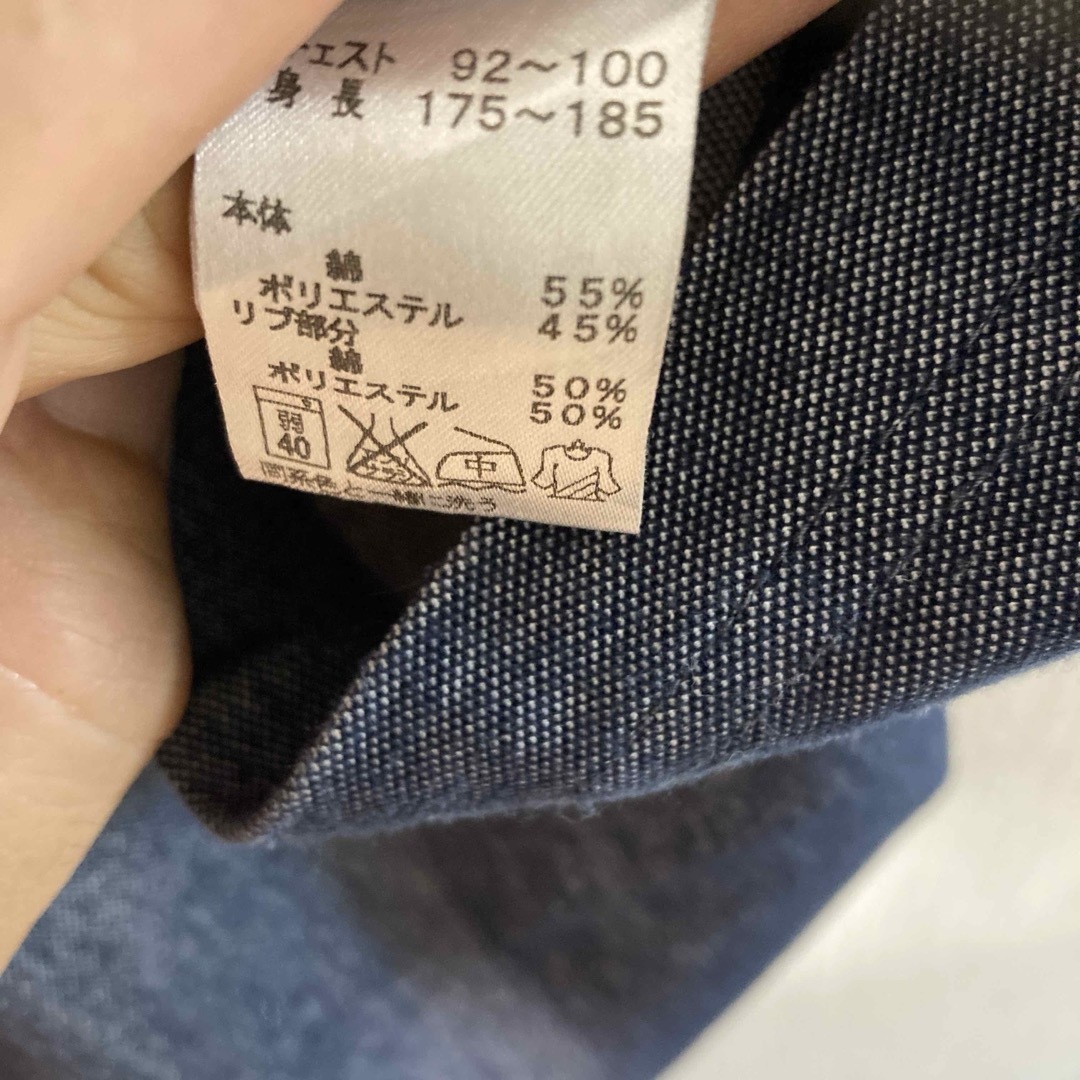 ウェスト 92〜100
身長 175〜185
本体
綿 55%
ポリエステル 45%
リブ部分
綿 50%
ポリエステル 50%
弱 40
中
同系色と一緒に洗う